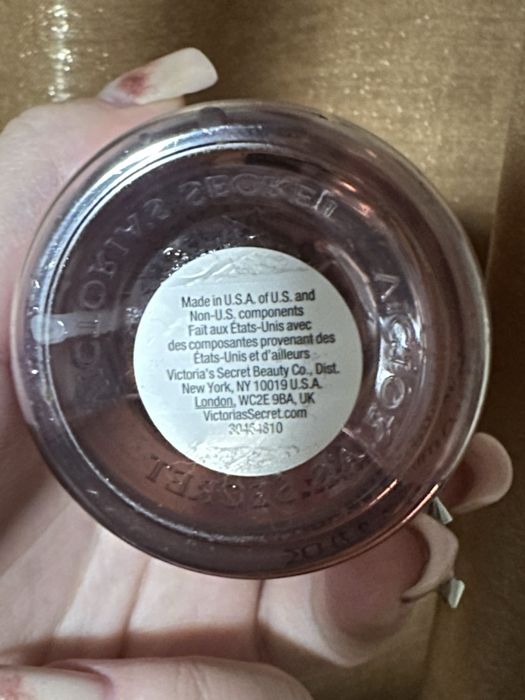 Made in U.S.A. of U.S. and
Non-U.S. components
Fait aux États-Unis avec
des composantes provenant des
États-Unis et d'ailleurs
Victoria's Secret Beauty Co., Dist.
New York, NY 10019 U.S.A.
London, WC2E 9BA, UK
VictoriasSecret.com
VICTORIA'S SECRET
VICTORIA'S SECRET